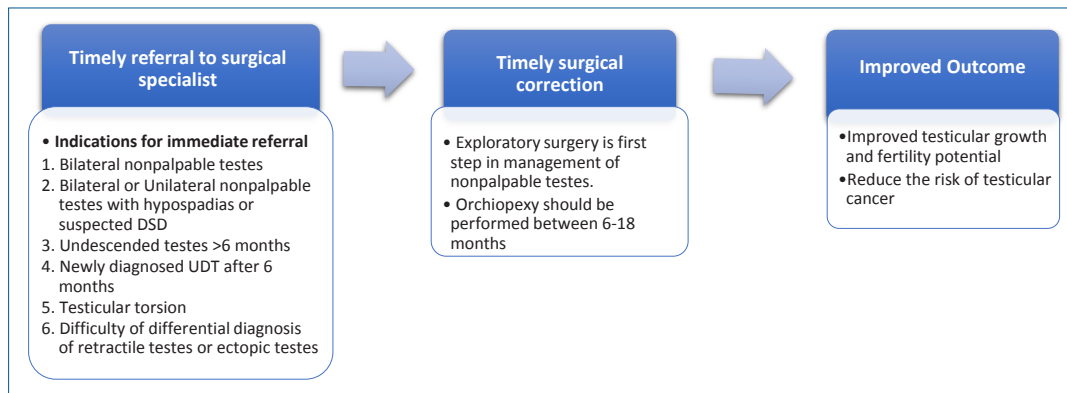 Timely referral to surgical
specialist
• Indications for immediate referral
1. Bilateral nonpalpable testes
2. Bilateral or Unilateral nonpalpable
testes with hypospadias or
suspected DSD
3. Undescended testes >6 months
4. Newly diagnosed UDT after 6
months
5. Testicular torsion
6. Difficulty of differential diagnosis
of retractile testes or ectopic testes
Timely surgical
correction
• Exploratory surgery is first
step in management of
nonpalpable testes.
• Orchiopexy should be
performed between 6-18
months
Improved Outcome
•Improved testicular growth
and fertility potential
•Reduce the risk of testicular
cancer